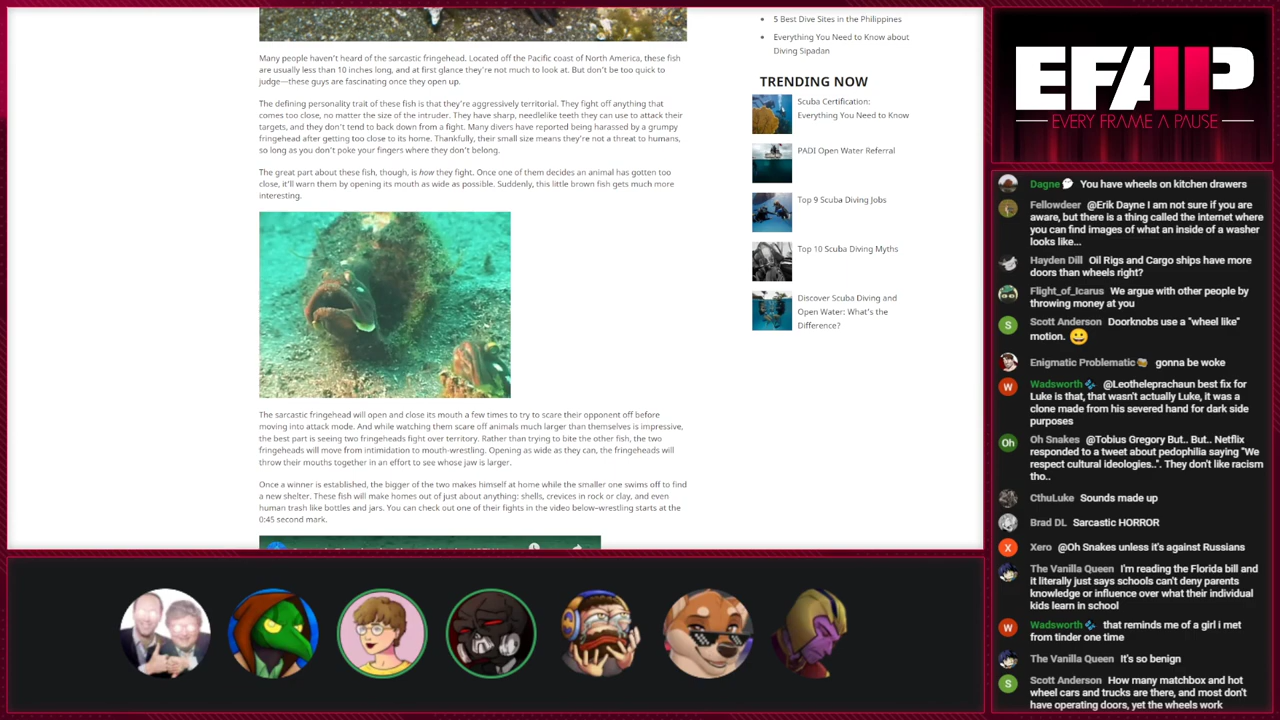 Many people haven't heard of the sarcastic fringehead. Located off the Pacific coast of North America, these fish
are usually less than 10 inches long, and at first glance they're not much to look at. But don't be too quick to
judge—these guys are fascinating once they open up.
The defining personality trait of these fish is that they're aggressively territorial. They fight off anything that
comes too close, no matter the size of the intruder. They have sharp, needlelike teeth they can use to attack their
targets, and they don't tend to back down from a fight. Many divers have reported being harassed by a grumpy
fringehead after getting too close to its home. Thankfully, their small size means they're not a threat to humans,
so long as you don't poke your fingers where they don't belong.
The great part about these fish, though, is how they fight. Once one of them decides an animal has gotten too
close, it'll warn them by opening its mouth as wide as possible. Suddenly, this little brown fish gets much more
interesting.
The sarcastic fringehead will open and close its mouth a few times to try to scare their opponent off before
moving into attack mode. And while watching them scare off animals much larger than themselves is impressive,
the best part is seeing two fringeheads fight over territory. Rather than trying to bite the other fish, the two
fringeheads will move from intimidation to mouth-wrestling. Opening as wide as they can, the fringeheads will
throw their mouths together in an effort to see whose jaw is larger.
Once a winner is established, the bigger of the two makes himself at home while the smaller one swims off to find
a new shelter. These fish will make homes out of just about anything: shells, crevices in rock or clay, and even
human trash like bottles and jars. You can check out one of their fights in the video below–wrestling starts at the
0:45 second mark.
• 5 Best Dive Sites in the Philippines
• Everything You Need to Know about
Diving Sipadan
TRENDING NOW
Scuba Certification:
Everything You Need to Know
PADI Open Water Referral
Top 9 Scuba Diving Jobs
Top 10 Scuba Diving Myths
Discover Scuba Diving and
Open Water: What's the
Difference?
EFAP
EVERY FRAME A PAUSE
Dagne You have wheels on kitchen drawers
Fellowdeer @Erik Dayne I am not sure if you are
aware, but there is a thing called the internet where
you can find images of what an inside of a washer
looks like...
Hayden Dill Oil Rigs and Cargo ships have more
doors than wheels right?
Flight_of_Icarus We argue with other people by
throwing money at you
S
Scott Anderson Doorknobs use a "wheel like"
motion. 😀
Enigmatic Problematic gonna be woke
W
Wadsworth @Leotheleprachaun best fix for
Luke is that, that wasn't actually Luke, it was a
clone made from his severed hand for dark side
purposes
Oh
Oh Snakes @Tobius Gregory But.. But.. Netflix
responded to a tweet about pedophilia saying "We
respect cultural ideologies..". They don't like racism
tho..
CthuLuke Sounds made up
Brad DL Sarcastic HORROR
X
Xero @Oh Snakes unless it's against Russians
The Vanilla Queen I'm reading the Florida bill and
it literally just says schools can't deny parents
knowledge or influence over what their individual
kids learn in school
W
Wadsworth that reminds me of a girl i met
from tinder one time
The Vanilla Queen It's so benign
S
Scott Anderson How many matchbox and hot
wheel cars and trucks are there, and most don't
have operating doors, yet the wheels work